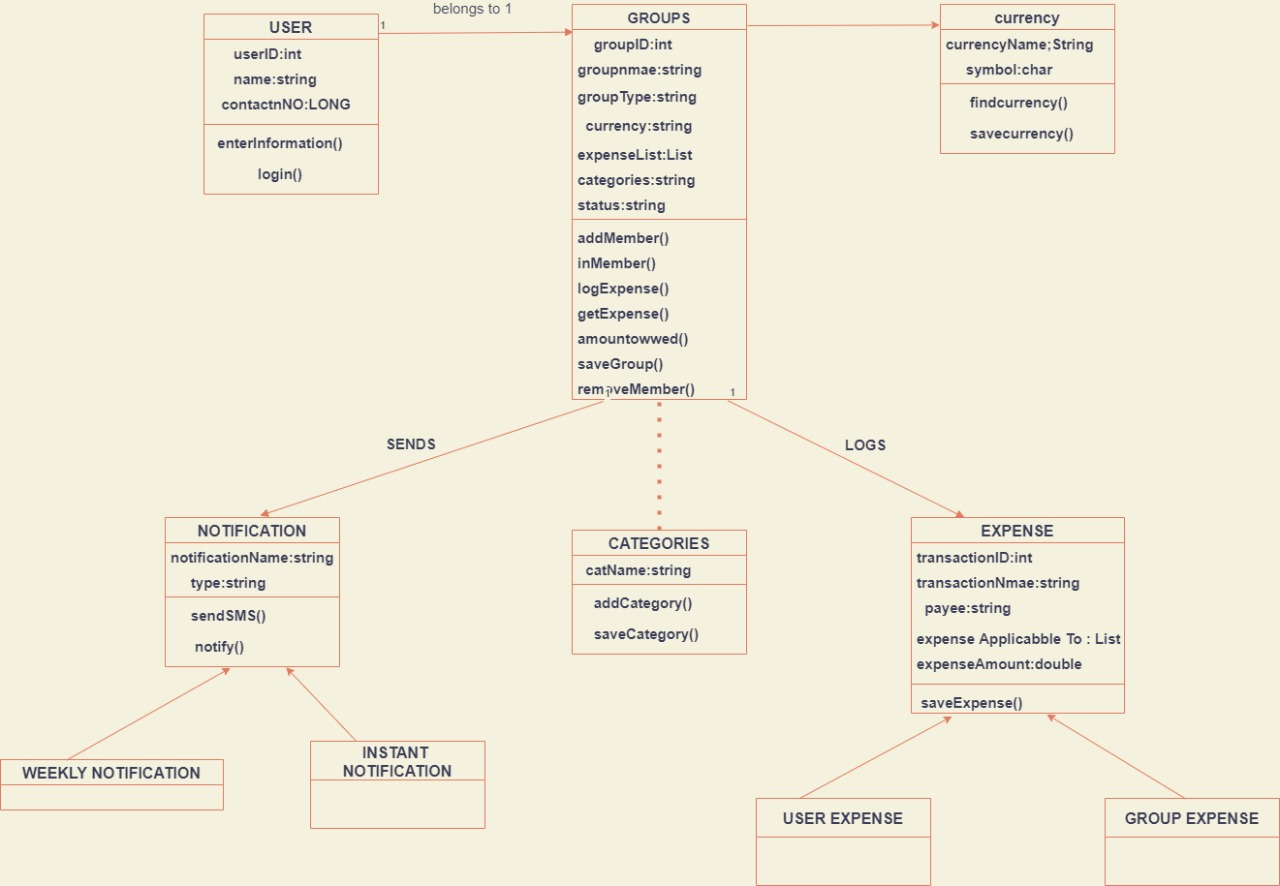 belongs to 1
USER
1
userID:int
name:string
contactnNO:LONG
enterInformation()
login()
GROUPS
groupID:int
groupnmae:string
groupType:string
currency:string
expenseList:List
categories:string
status:string
addMember()
inMember()
logExpense()
getExpense()
amountowwed()
saveGroup()
removeMember()
1
1
currency
currencyName;String
symbol:char
findcurrency()
savecurrency()
SENDS
LOGS
NOTIFICATION
notificationName:string
type:string
sendSMS()
notify()
CATEGORIES
catName:string
addCategory()
saveCategory()
EXPENSE
transactionID:int
transactionNmae:string
payee:string
expense Applicabble To : List
expenseAmount:double
saveExpense()
WEEKLY NOTIFICATION
INSTANT
NOTIFICATION
USER EXPENSE
GROUP EXPENSE